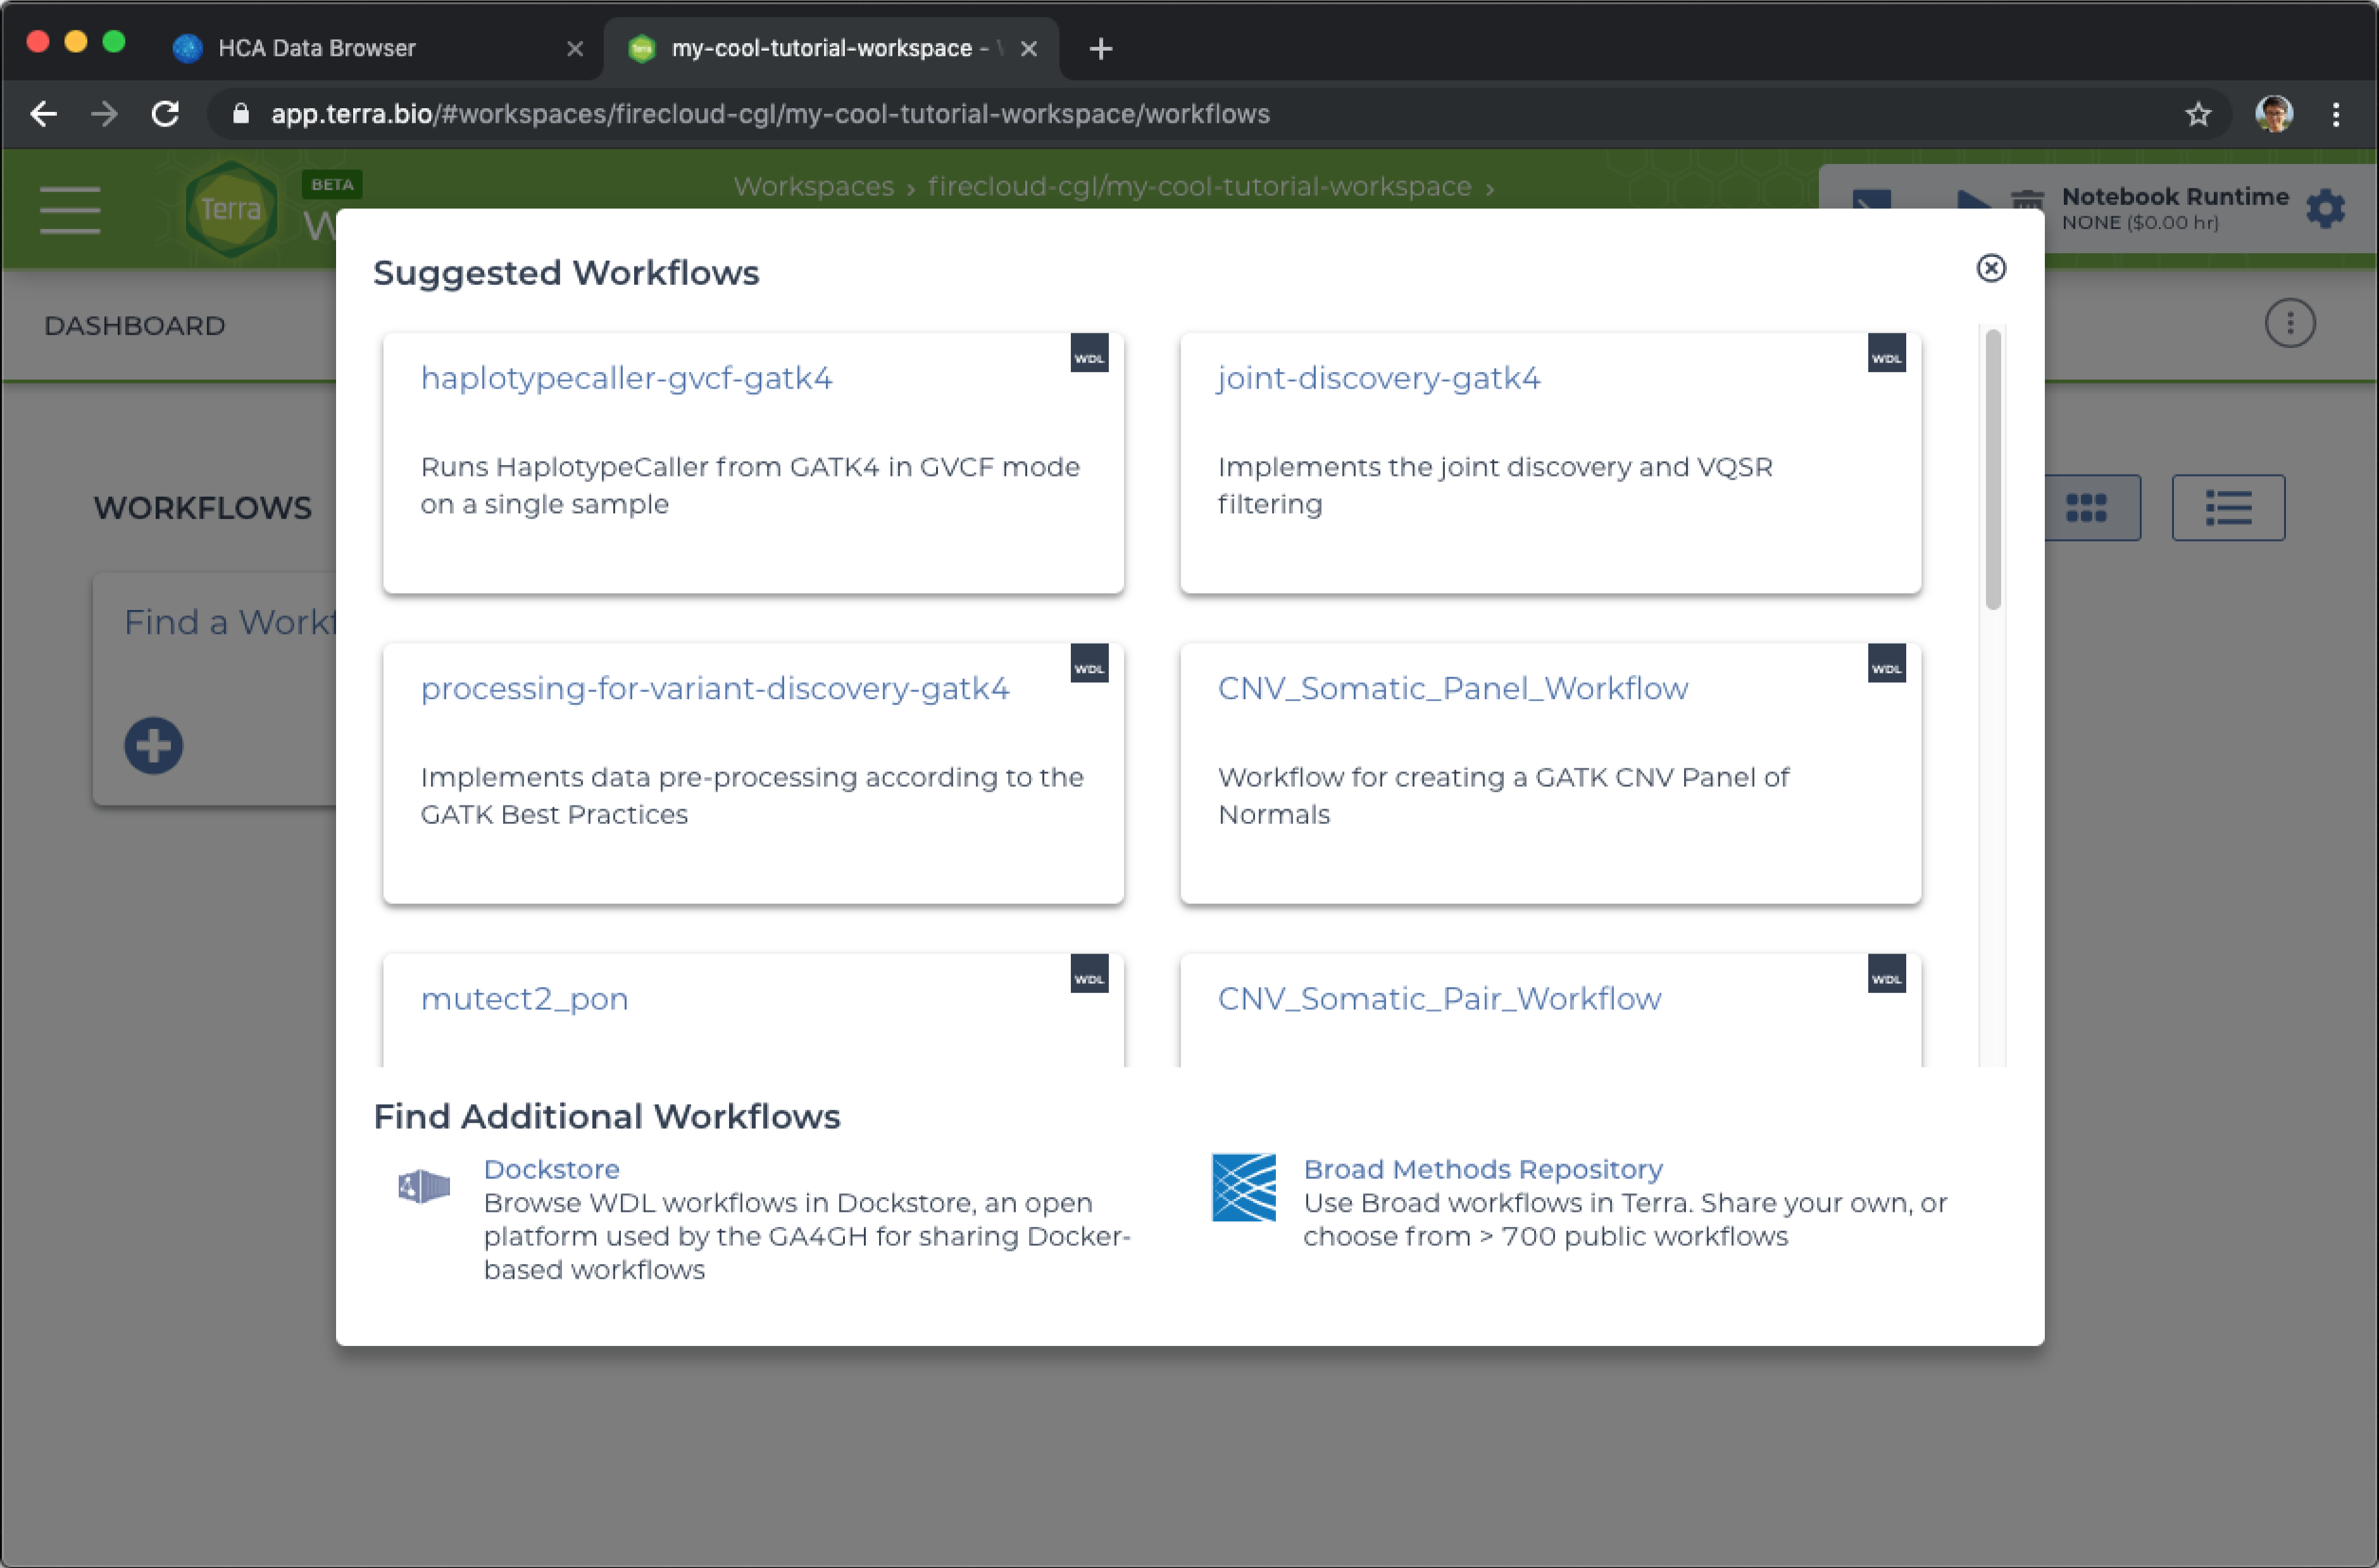 HCA Data Browser
my-cool-tutorial-workspace -
app.terra.bio/#workspaces/firecloud-cgl/my-cool-tutorial-workspace/workflows
Terra
BETA
W
Workspaces › firecloud-cgl/my-cool-tutorial-workspace ›
Notebook Runtime
NONE ($0.00 hr)
DASHBOARD
WORKFLOWS
Find a Workf
Suggested Workflows
haplotypecaller-gvcf-gatk4
WDL
Runs HaplotypeCaller from GATK4 in GVCF mode
on a single sample
joint-discovery-gatk4
WDL
Implements the joint discovery and VQSR
filtering
processing-for-variant-discovery-gatk4
WDL
Implements data pre-processing according to the
GATK Best Practices
CNV_Somatic_Panel_Workflow
WDL
Workflow for creating a GATK CNV Panel of
Normals
mutect2_pon
WDL
CNV_Somatic_Pair_Workflow
WDL
Find Additional Workflows
Dockstore
Browse WDL workflows in Dockstore, an open
platform used by the GA4GH for sharing Docker-
based workflows
Broad Methods Repository
Use Broad workflows in Terra. Share your own, or
choose from > 700 public workflows